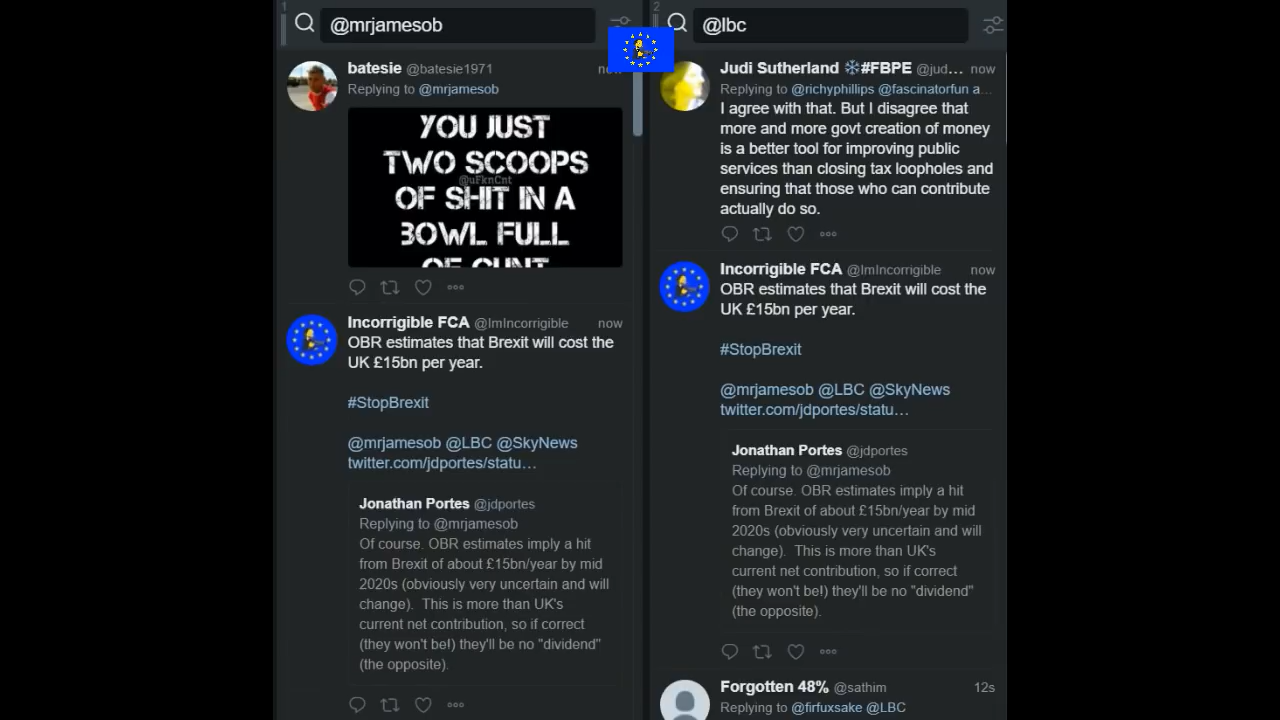 1
@mrjamesob
batesie @batesie1971 now
Replying to @mrjamesob
YOU JUST
TWO SCOOPS
@uFknCnt
OF SHIT IN A
BOWL FULL
OF CUNT
Incorrigible FCA @ImIncorrigible now
OBR estimates that Brexit will cost the
UK £15bn per year.
#StopBrexit
@mrjamesob @LBC @SkyNews
twitter.com/jdportes/statu…
Jonathan Portes @jdportes
Replying to @mrjamesob
Of course. OBR estimates imply a hit
from Brexit of about £15bn/year by mid
2020s (obviously very uncertain and will
change).  This is more than UK's
current net contribution, so if correct
(they won't be!) they'll be no "dividend"
(the opposite).
2
@lbc
Judi Sutherland ❄#FBPE @jud… now
Replying to @richyphillips @fascinatorfun a…
I agree with that. But I disagree that
more and more govt creation of money
is a better tool for improving public
services than closing tax loopholes and
ensuring that those who can contribute
actually do so.
Incorrigible FCA @ImIncorrigible now
OBR estimates that Brexit will cost the
UK £15bn per year.
#StopBrexit
@mrjamesob @LBC @SkyNews
twitter.com/jdportes/statu…
Jonathan Portes @jdportes
Replying to @mrjamesob
Of course. OBR estimates imply a hit
from Brexit of about £15bn/year by mid
2020s (obviously very uncertain and will
change).  This is more than UK's
current net contribution, so if correct
(they won't be!) they'll be no "dividend"
(the opposite).
Forgotten 48% @sathim 12s
Replying to @firfuxsake @LBC